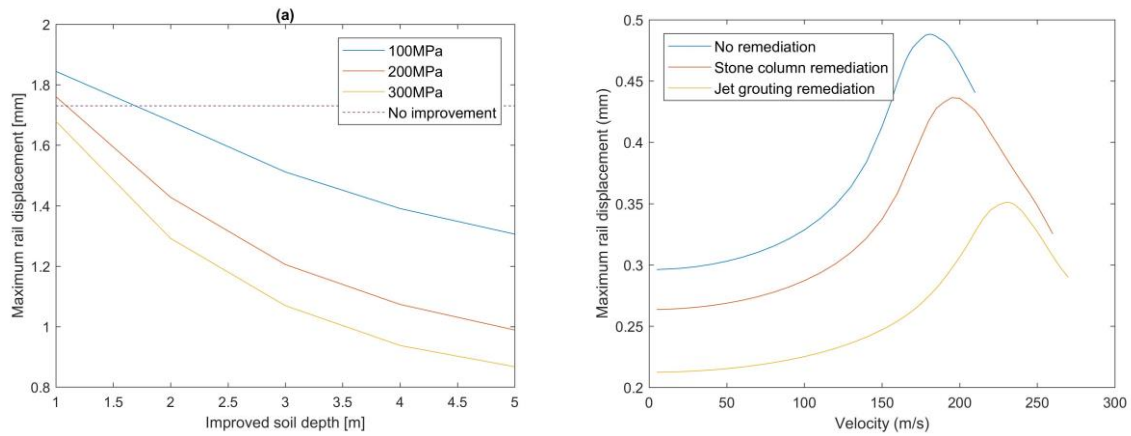 (a)
2
1.8
1.6
1.4
1.2
1
0.8
Maximum rail displacement [mm]
100MPa
200MPa
300MPa
No improvement
1 1.5 2 2.5 3 3.5 4 4.5 5
Improved soil depth [m]
0.5
0.45
0.4
0.35
0.3
0.25
0.2
Maximum rail displacement (mm)
No remediation
Stone column remediation
Jet grouting remediation
0 50 100 150 200 250 300
Velocity (m/s)